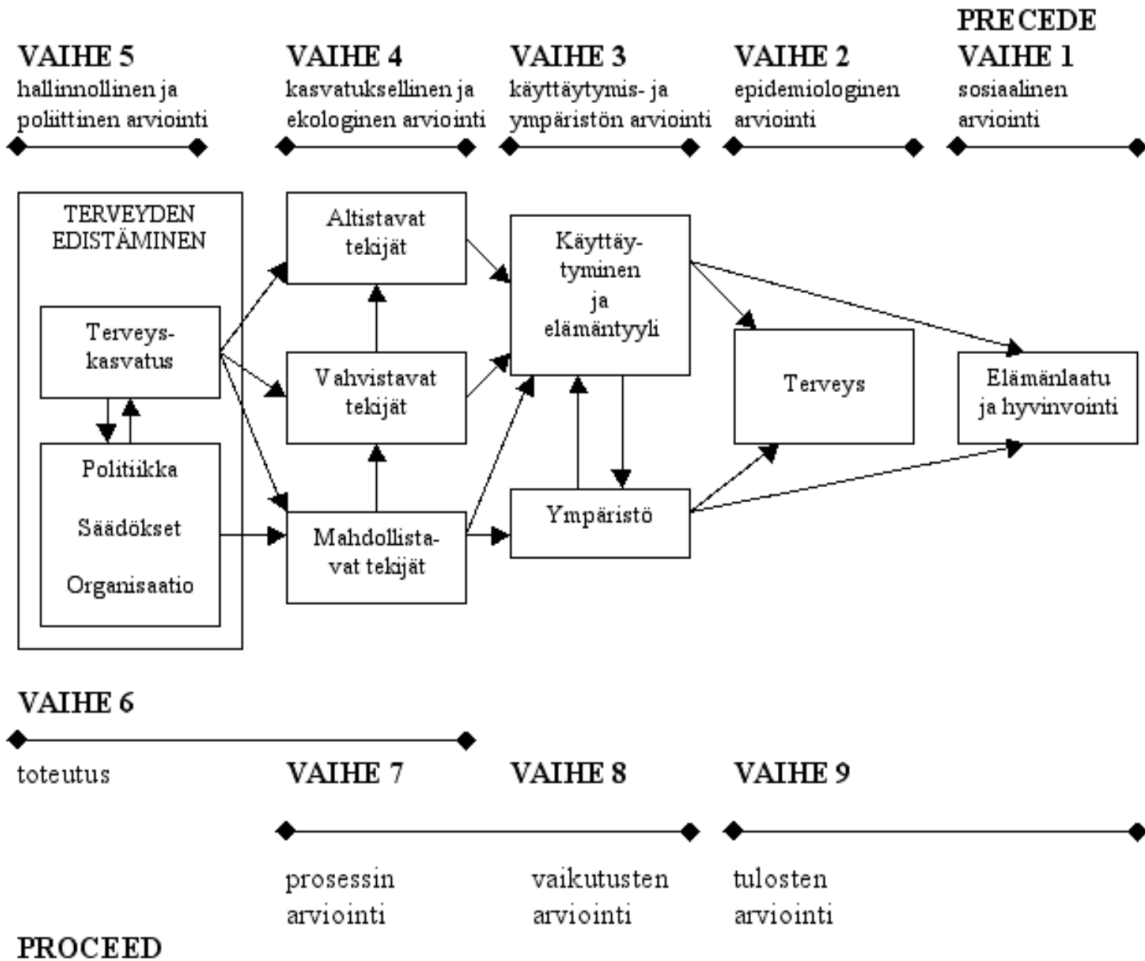 PRECEDE
VAIHE 5
hallinnollinen ja
poliittinen arviointi
VAIHE 4
kasvatuksellinen ja
ekologinen arviointi
VAIHE 3
käyttäytymis- ja
ympäristön arviointi
VAIHE 2
epidemiologinen
arviointi
VAIHE 1
sosiaalinen
arviointi
TERVEYDEN
EDISTÄMINEN
Terveys-
kasvatus
Politiikka
Säädökset
Organisaatio
Altistavat
tekijät
Vahvistavat
tekijät
Mahdollista-
vat tekijät
Käyttäy-
tyminen
ja
elämäntyyli
Ympäristö
Terveys
Elämänlaatu
ja hyvinvointi
VAIHE 6
toteutus
VAIHE 7
prosessin
arviointi
VAIHE 8
vaikutusten
arviointi
VAIHE 9
tulosten
arviointi
PROCEED